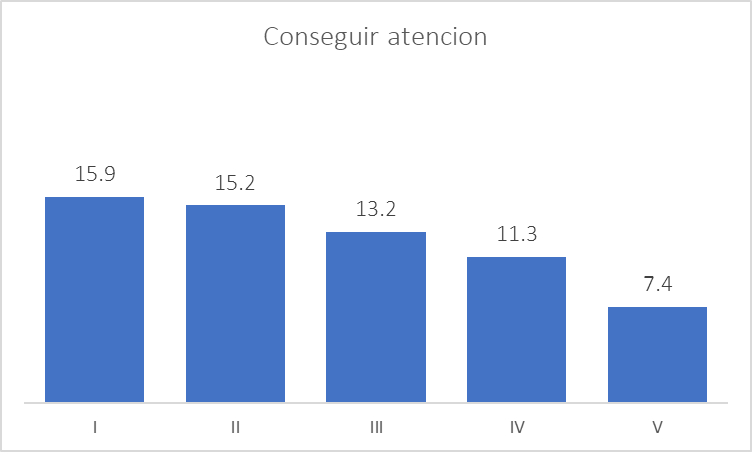 Conseguir atencion
15.9
15.2
13.2
11.3
7.4
I
II
III
IV
V